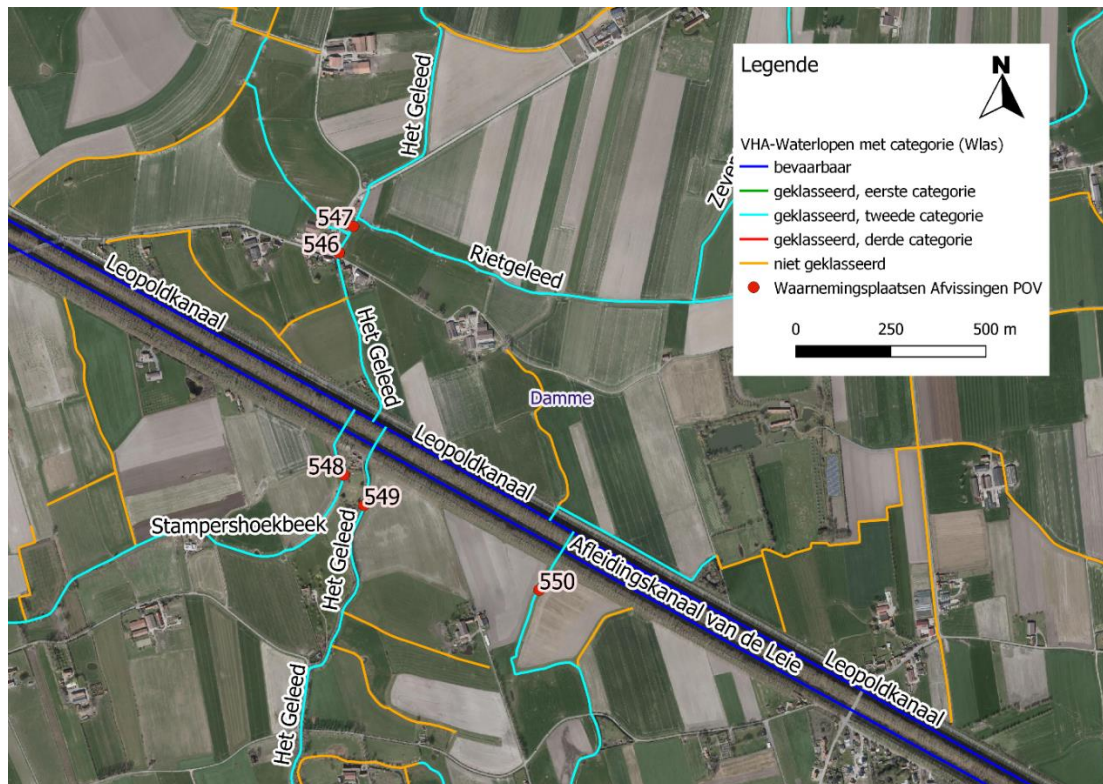 Het Geleed
Zeven
547
546
Rietgeleed
Leopoldkanaal
Het Geleed
Damme
Leopoldkanaal
548
549
Stampershoekbeek
Het Geleed
Afleidingskanaal van de Leie
550
Leopoldkanaal
Het Geleed
Legende
N
VHA-Waterlopen met categorie (Wlas)
bevaarbaar
geklasseerd, eerste categorie
geklasseerd, tweede categorie
geklasseerd, derde categorie
niet geklasseerd
Waarnemingsplaatsen Afvissingen POV
0 250 500 m